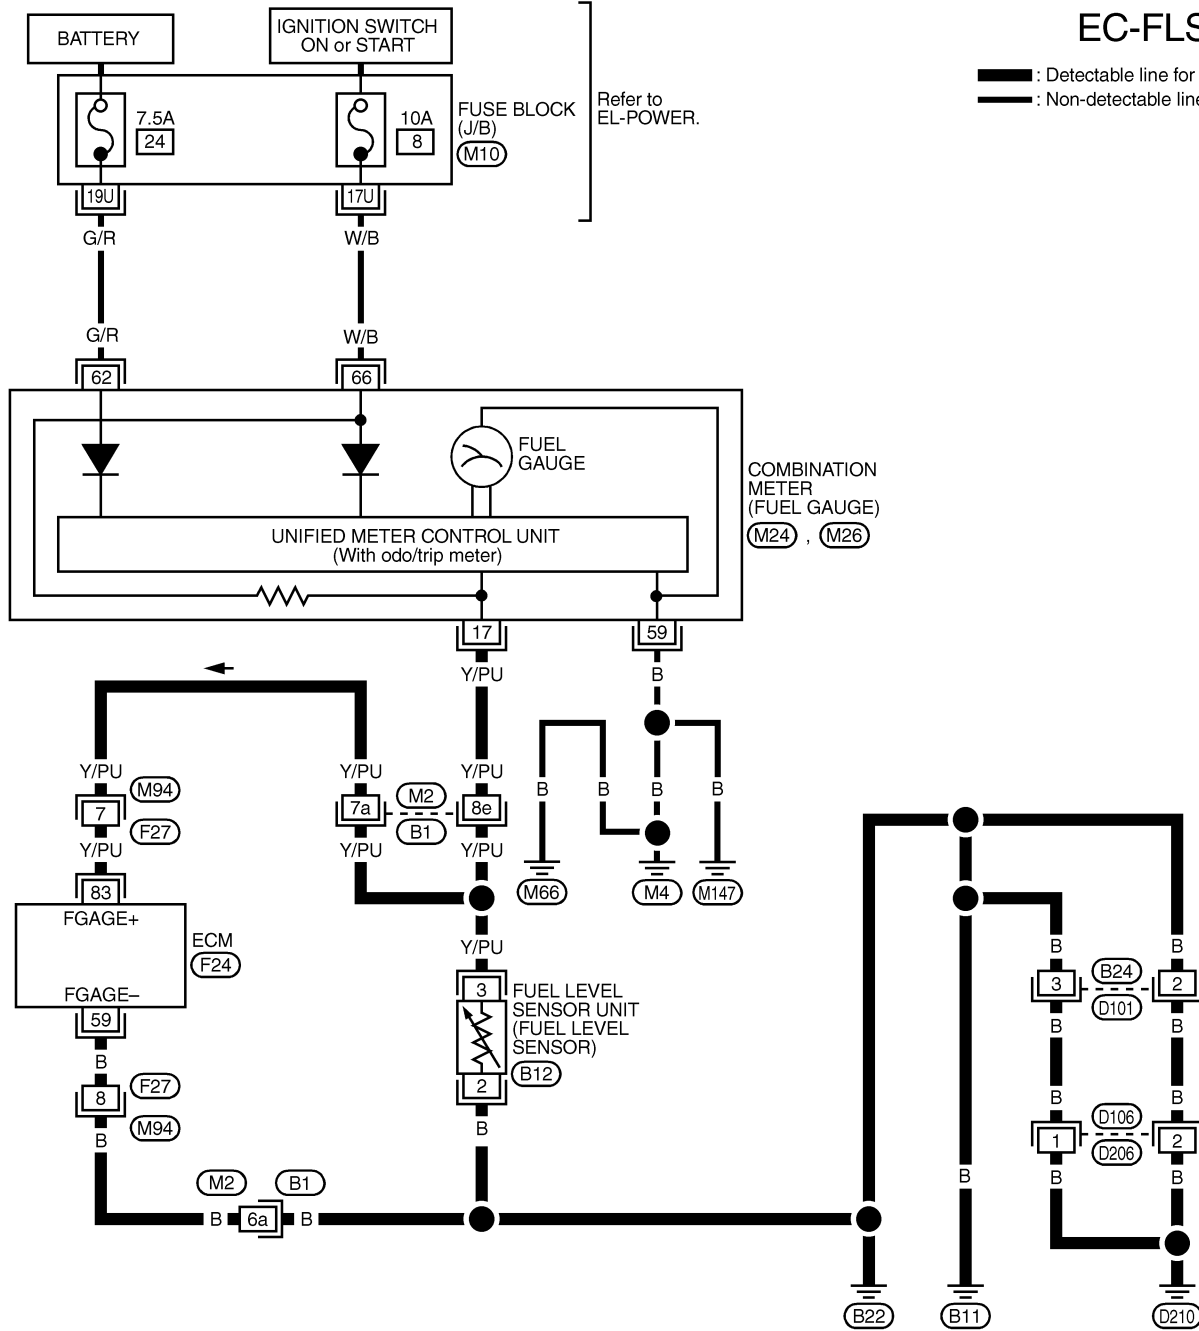 EC-FLS
: Detectable line for
: Non-detectable line
BATTERY
IGNITION SWITCH
ON or START
7.5A
24
10A
8
FUSE BLOCK
(J/B)
M10
Refer to
EL-POWER.
19U
17U
G/R
W/B
G/R
W/B
62
66
FUEL
GAUGE
UNIFIED METER CONTROL UNIT
(With odo/trip meter)
COMBINATION
METER
(FUEL GAUGE)
M24 , M26
17
59
Y/PU
B
Y/PU
Y/PU
Y/PU
B
B
B
B
M94
7
F27
7a
M2
B1
8e
Y/PU
Y/PU
Y/PU
M66
M4
M147
83
FGAGE+
ECM
F24
FGAGE–
59
Y/PU
3
FUEL LEVEL
SENSOR UNIT
(FUEL LEVEL
SENSOR)
B12
2
B
B
B
3
B24
D101
2
B
B
B
F27
8
M94
B
B
B
1
D106
D206
2
B
B
B
M2
B1
B
6a
B
B22
B11
D210